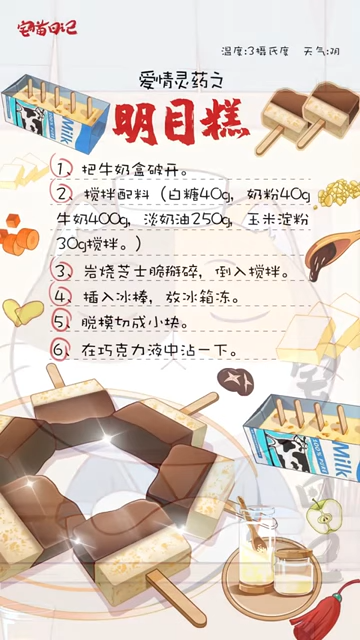 宅猫日记
温度:3摄氏度 天气:阴
爱情灵药之
明目糕
1、把牛奶盒破开。
2、搅拌配料（白糖40g，奶粉40g
牛奶400g，淡奶油250g，玉米淀粉
30g搅拌。）
3、岩烧芝士脆掰碎，倒入搅拌。
4、插入冰棒，放冰箱冻。
5、脱模切成小块。
6、在巧克力液中沾一下。
Milk
Milk